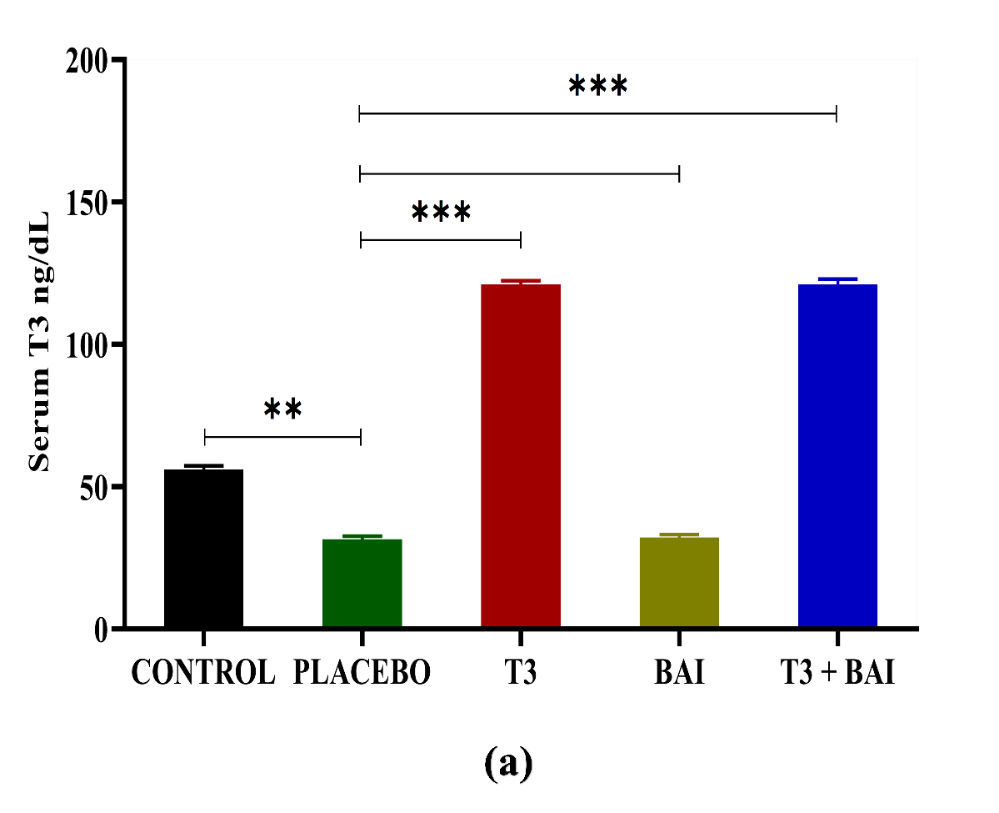 200
***
150
***
Serum T3 ng/dL
100
**
50
0
CONTROL PLACEBO T3 BAI T3 + BAI
(a)